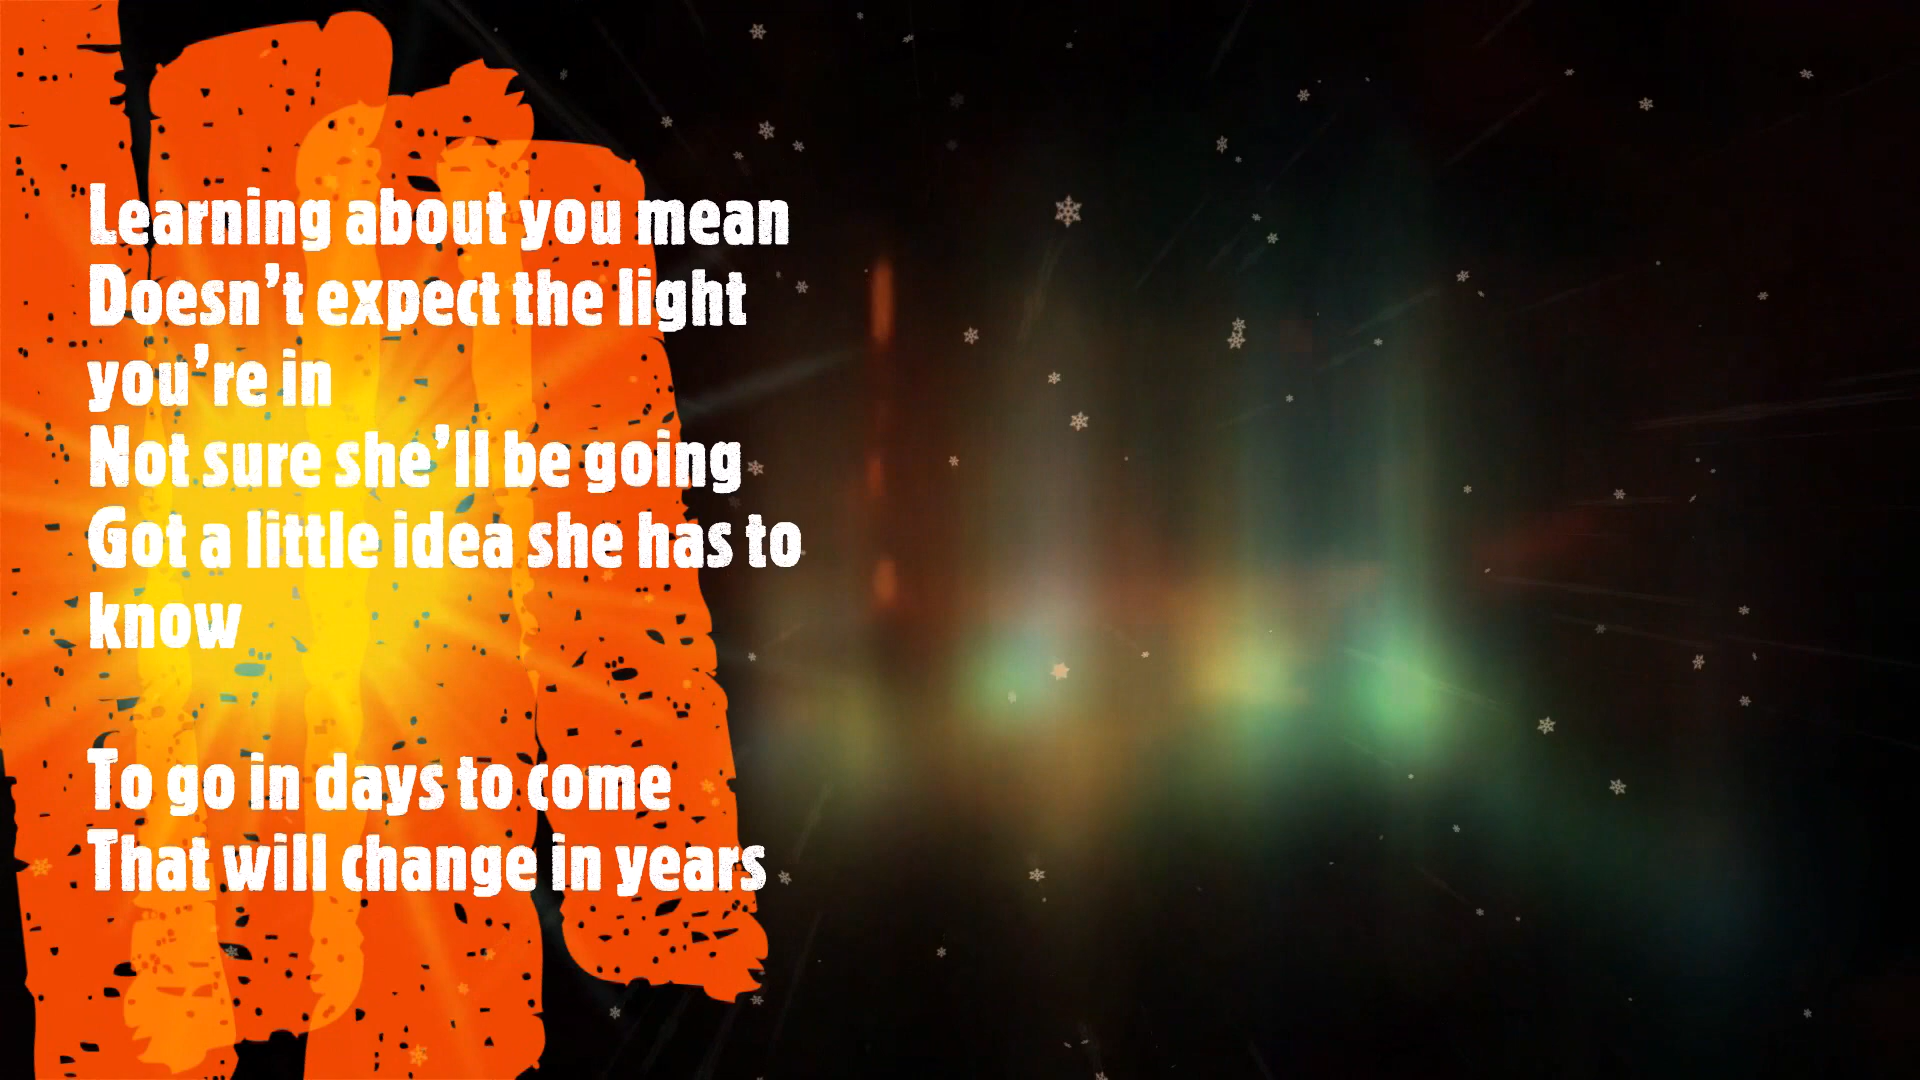 Learning about you mean
Doesn’t expect the light
you’re in
Not sure she’ll be going
Got a little idea she has to
know
To go in days to come
That will change in years